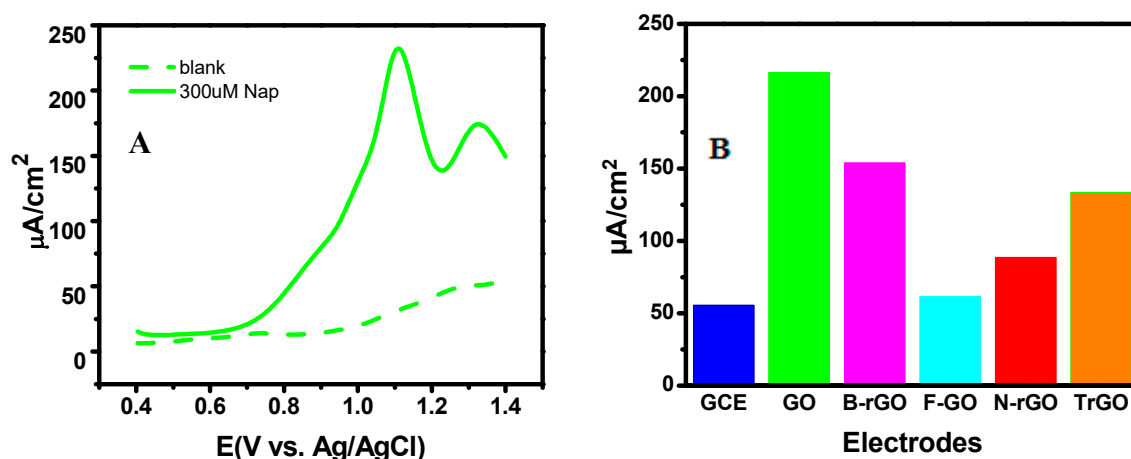 250
200
150
100
50
0
µA/cm²
blank
300uM Nap
A
0.4 0.6 0.8 1.0 1.2 1.4
E(V vs. Ag/AgCl)
250
200
150
100
50
0
µA/cm²
B
GCE GO B-rGO F-GO N-rGO TrGO
Electrodes